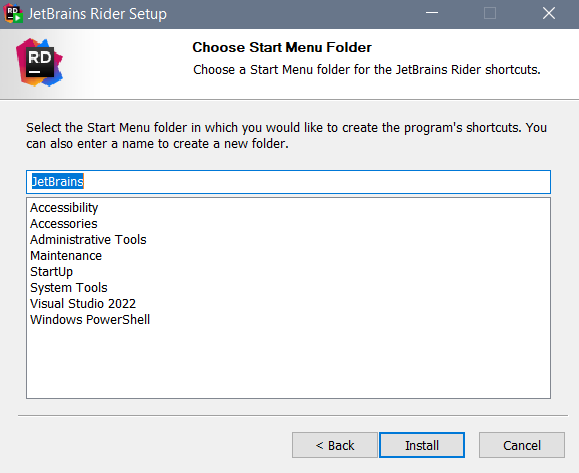 JetBrains Rider Setup
RD
Choose Start Menu Folder
Choose a Start Menu folder for the JetBrains Rider shortcuts.
Select the Start Menu folder in which you would like to create the program's shortcuts. You
can also enter a name to create a new folder.
JetBrains
Accessibility
Accessories
Administrative Tools
Maintenance
StartUp
System Tools
Visual Studio 2022
Windows PowerShell
< Back
Install
Cancel